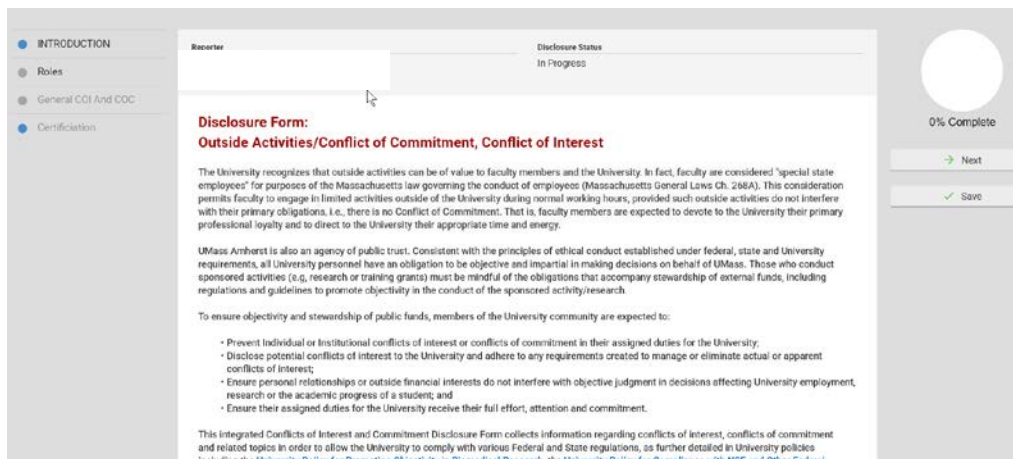 INTRODUCTION
Roles
General COI And COC
Certificiation
Reporter
Disclosure Status
In Progress
Disclosure Form:
Outside Activities/Conflict of Commitment, Conflict of Interest
The University recognizes that outside activities can be of value to faculty members and the University. In fact, faculty are considered "special state
employees" for purposes of the Massachusetts law governing the conduct of employees (Massachusetts General Laws Ch. 268A). This consideration
permits faculty to engage in limited activities outside of the University during normal working hours, provided such outside activities do not interfere
with their primary obligations, i.e., there is no Conflict of Commitment. That is, faculty members are expected to devote to the University their primary
professional loyalty and to direct to the University their appropriate time and energy.
UMass Amherst is also an agency of public trust. Consistent with the principles of ethical conduct established under federal, state and University
requirements, all University personnel have an obligation to be objective and impartial in making decisions on behalf of UMass. Those who conduct
sponsored activities (e.g, research or training grants) must be mindful of the obligations that accompany stewardship of external funds, including
regulations and guidelines to promote objectivity in the conduct of the sponsored activity/research.
To ensure objectivity and stewardship of public funds, members of the University community are expected to:
• Prevent Individual or Institutional conflicts of interest or conflicts of commitment in their assigned duties for the University;
• Disclose potential conflicts of interest to the University and adhere to any requirements created to manage or eliminate actual or apparent
conflicts of interest;
• Ensure personal relationships or outside financial interests do not interfere with objective judgment in decisions affecting University employment,
research or the academic progress of a student; and
• Ensure their assigned duties for the University receive their full effort, attention and commitment.
This integrated Conflicts of Interest and Commitment Disclosure Form collects information regarding conflicts of interest, conflicts of commitment
and related topics in order to allow the University to comply with various Federal and State regulations, as further detailed in University policies
0% Complete
Next
Save